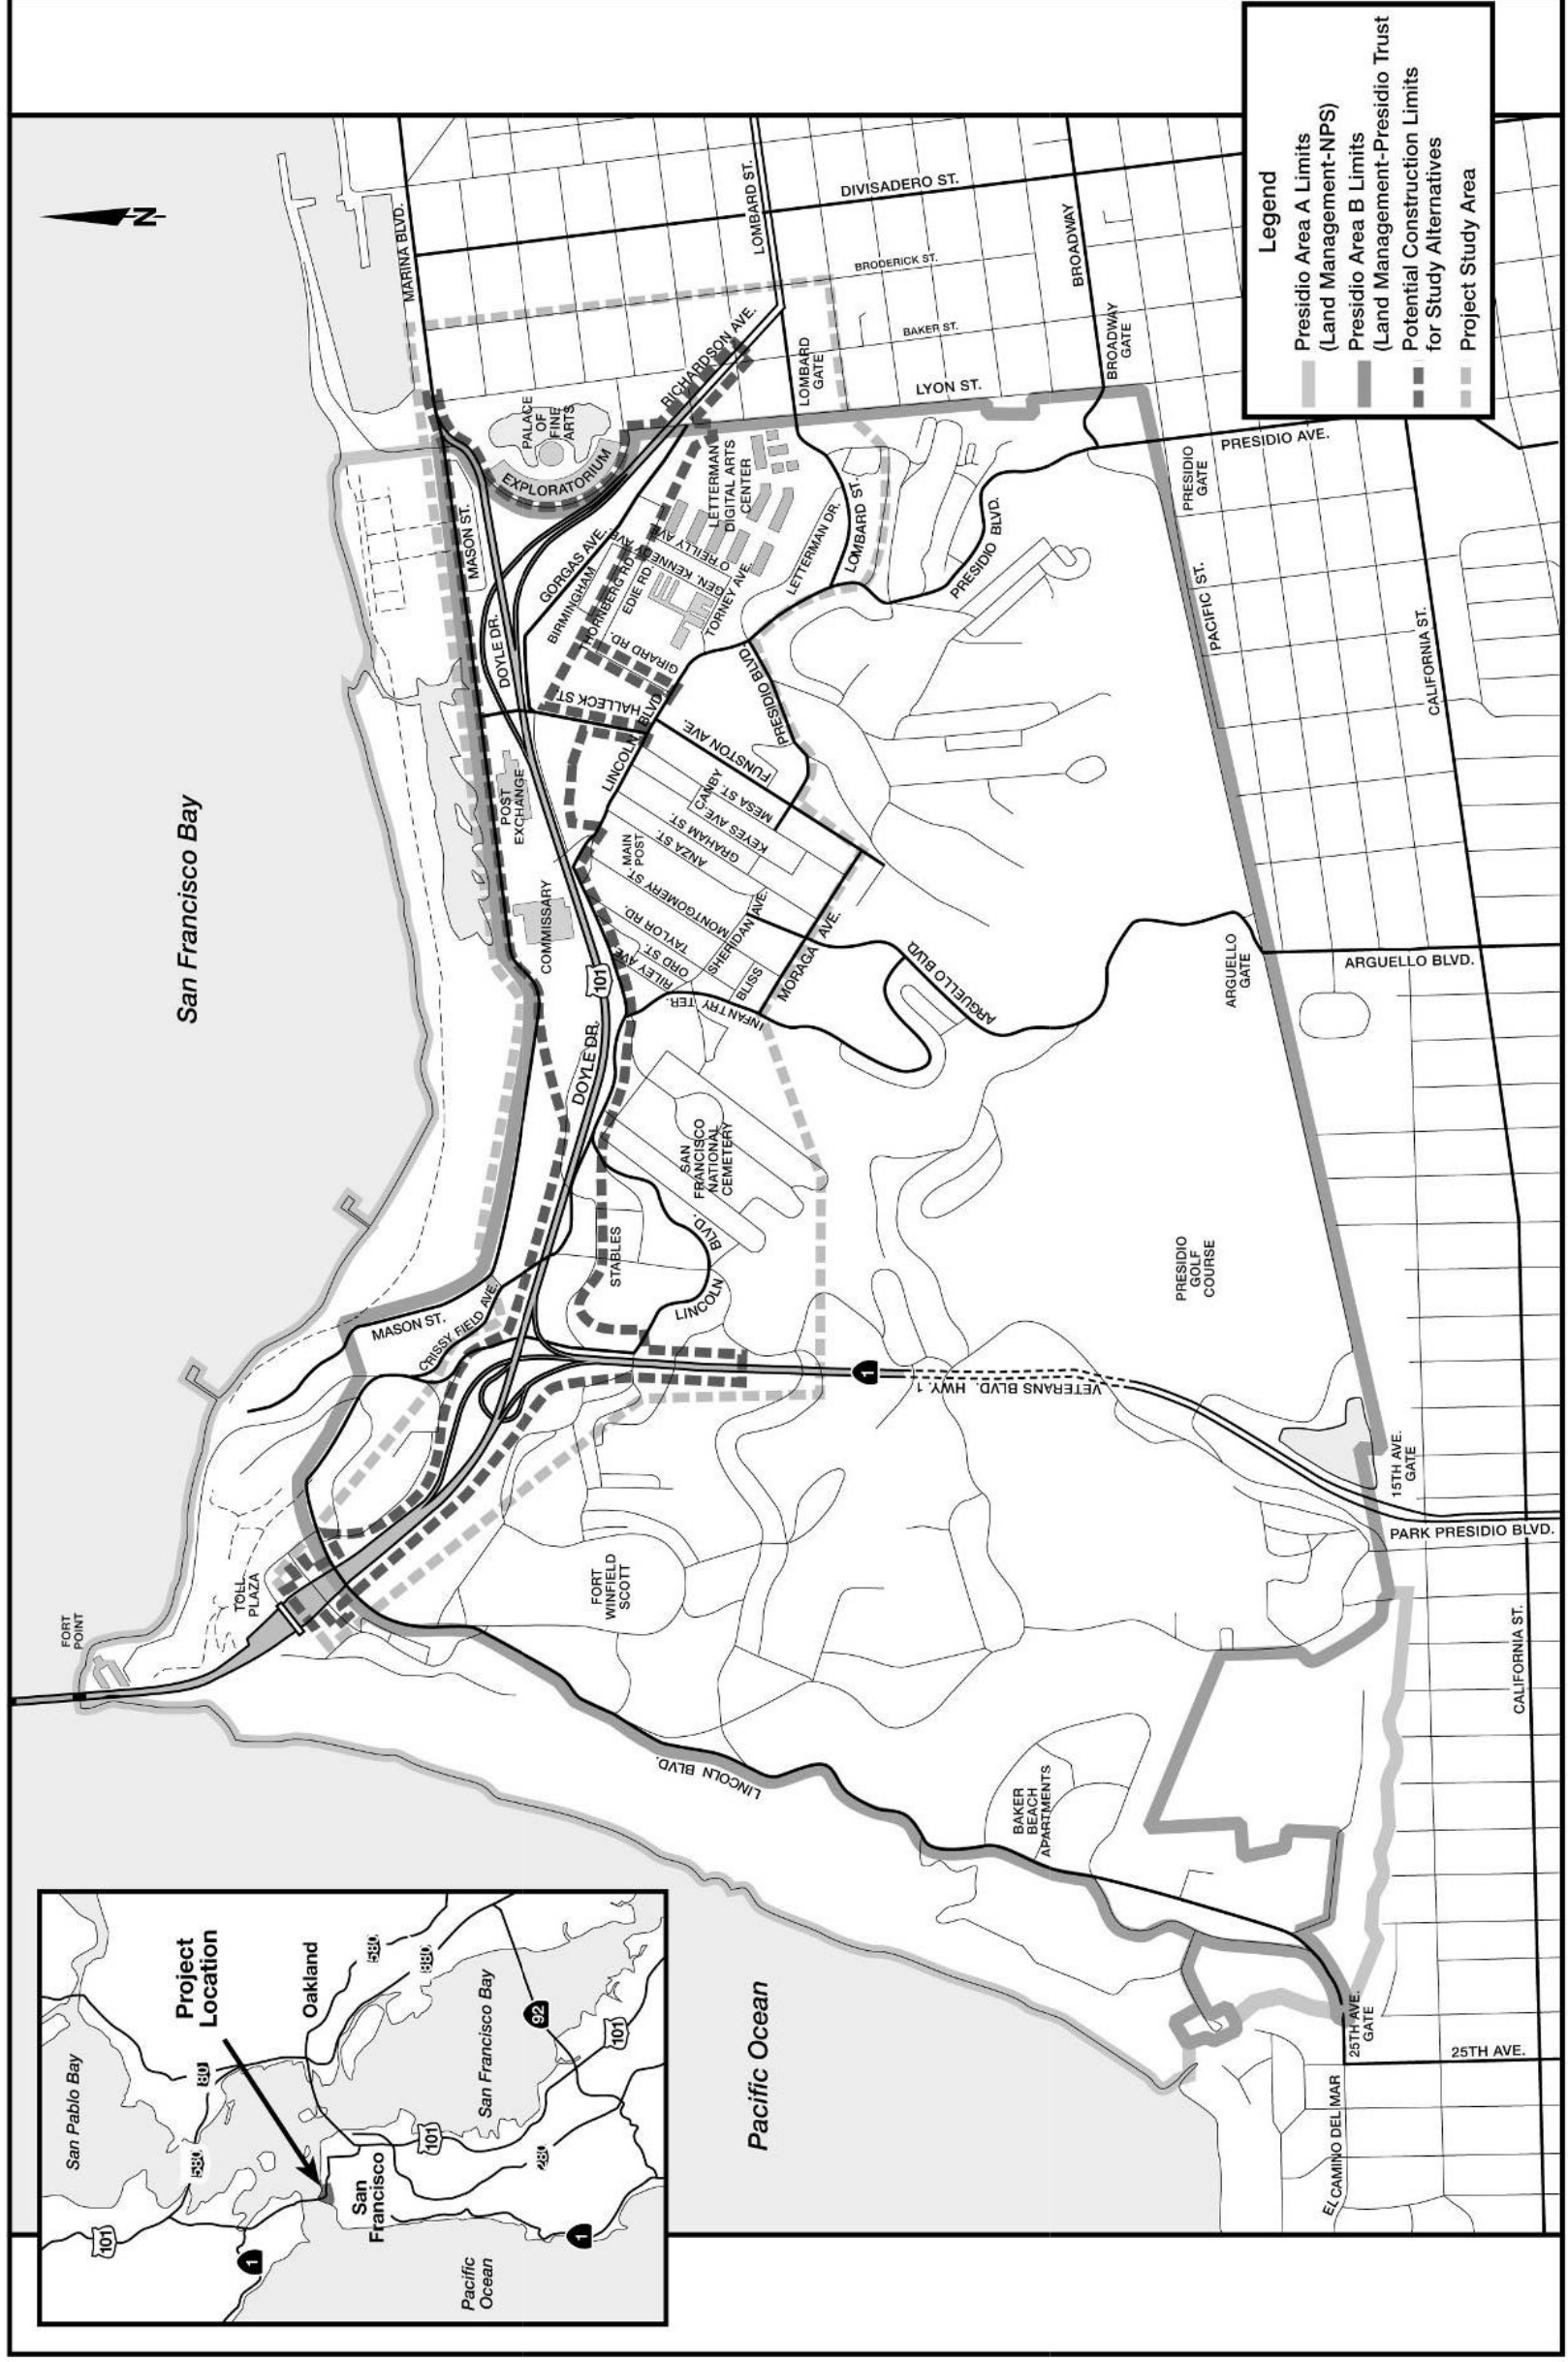 San Pablo Bay
Project
Location
101
1
580
80
Oakland
580
880
San
Francisco
101
San Francisco Bay
92
101
280
Pacific
Ocean
1
San Francisco Bay
Pacific Ocean
N
FORT
POINT
TOLL
PLAZA
MASON ST.
CRISSY FIELD AVE.
LINCOLN
BLVD.
STABLES
SAN
FRANCISCO
NATIONAL
CEMETERY
DOYLE DR.
101
COMMISSARY
POST
EXCHANGE
DOYLE DR.
MASON ST.
MARINA BLVD.
PALACE
OF
FINE
ARTS
EXPLORATORIUM
RICHARDSON AVE.
GORGAS AVE.
BIRMINGHAM
THORNBERG RD.
EDIE RD.
GEN. KENNEDY AVE.
O'REILLY AVE.
TORNEY AVE.
GIRARD RD.
HALLECK ST.
LINCOLN BLVD.
LETTERMAN
DIGITAL ARTS
CENTER
LETTERMAN DR.
LOMBARD ST.
LOMBARD
GATE
LOMBARD ST.
DIVISADERO ST.
BRODERICK ST.
BAKER ST.
LYON ST.
BROADWAY
BROADWAY
GATE
PRESIDIO BLVD.
PRESIDIO BLVD.
FUNSTON AVE.
MESA ST.
CANBY
KEYES AVE.
GRAHAM ST.
ANZA ST.
MAIN
POST
MONTGOMERY ST.
TAYLOR RD.
ORD ST.
RILEY AVE.
SHERIDAN AVE.
BLISS
INFANTRY TER.
MORAGA AVE.
ARGUELLO BLVD.
ARGUELLO
GATE
ARGUELLO BLVD.
PRESIDIO AVE.
PRESIDIO
GATE
PACIFIC ST.
CALIFORNIA ST.
PRESIDIO
GOLF
COURSE
1
VETERANS BLVD. HWY. 1
15TH AVE.
GATE
PARK PRESIDIO BLVD.
FORT
WINFIELD
SCOTT
LINCOLN BLVD.
BAKER
BEACH
APARTMENTS
25TH AVE.
GATE
25TH AVE.
EL CAMINO DEL MAR
CALIFORNIA ST.
Legend
Presidio Area A Limits
(Land Management-NPS)
Presidio Area B Limits
(Land Management-Presidio Trust
Potential Construction Limits
for Study Alternatives
Project Study Area